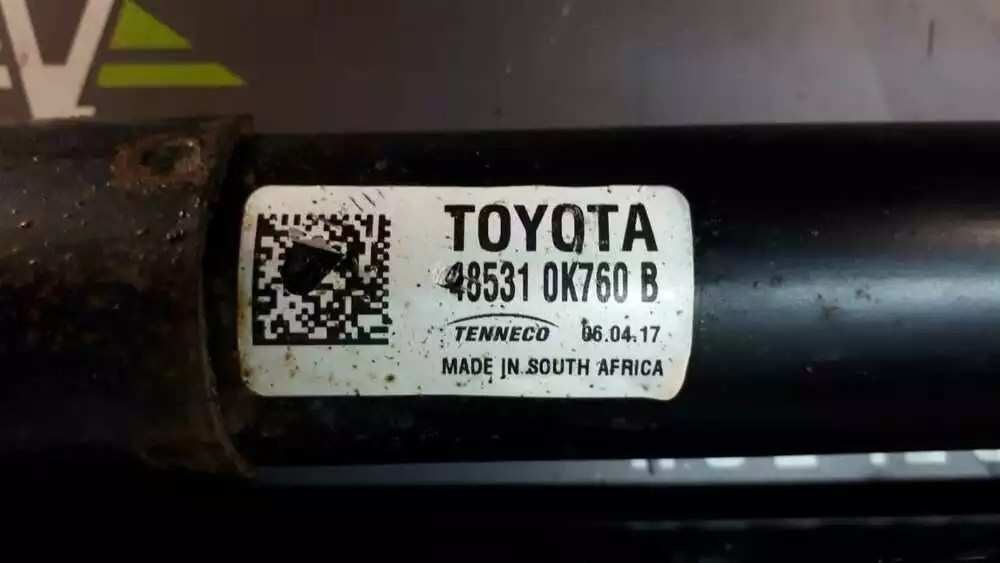 TOYOTA
48531 0K760 B
TENNECO 06.04.17
MADE IN SOUTH AFRICA